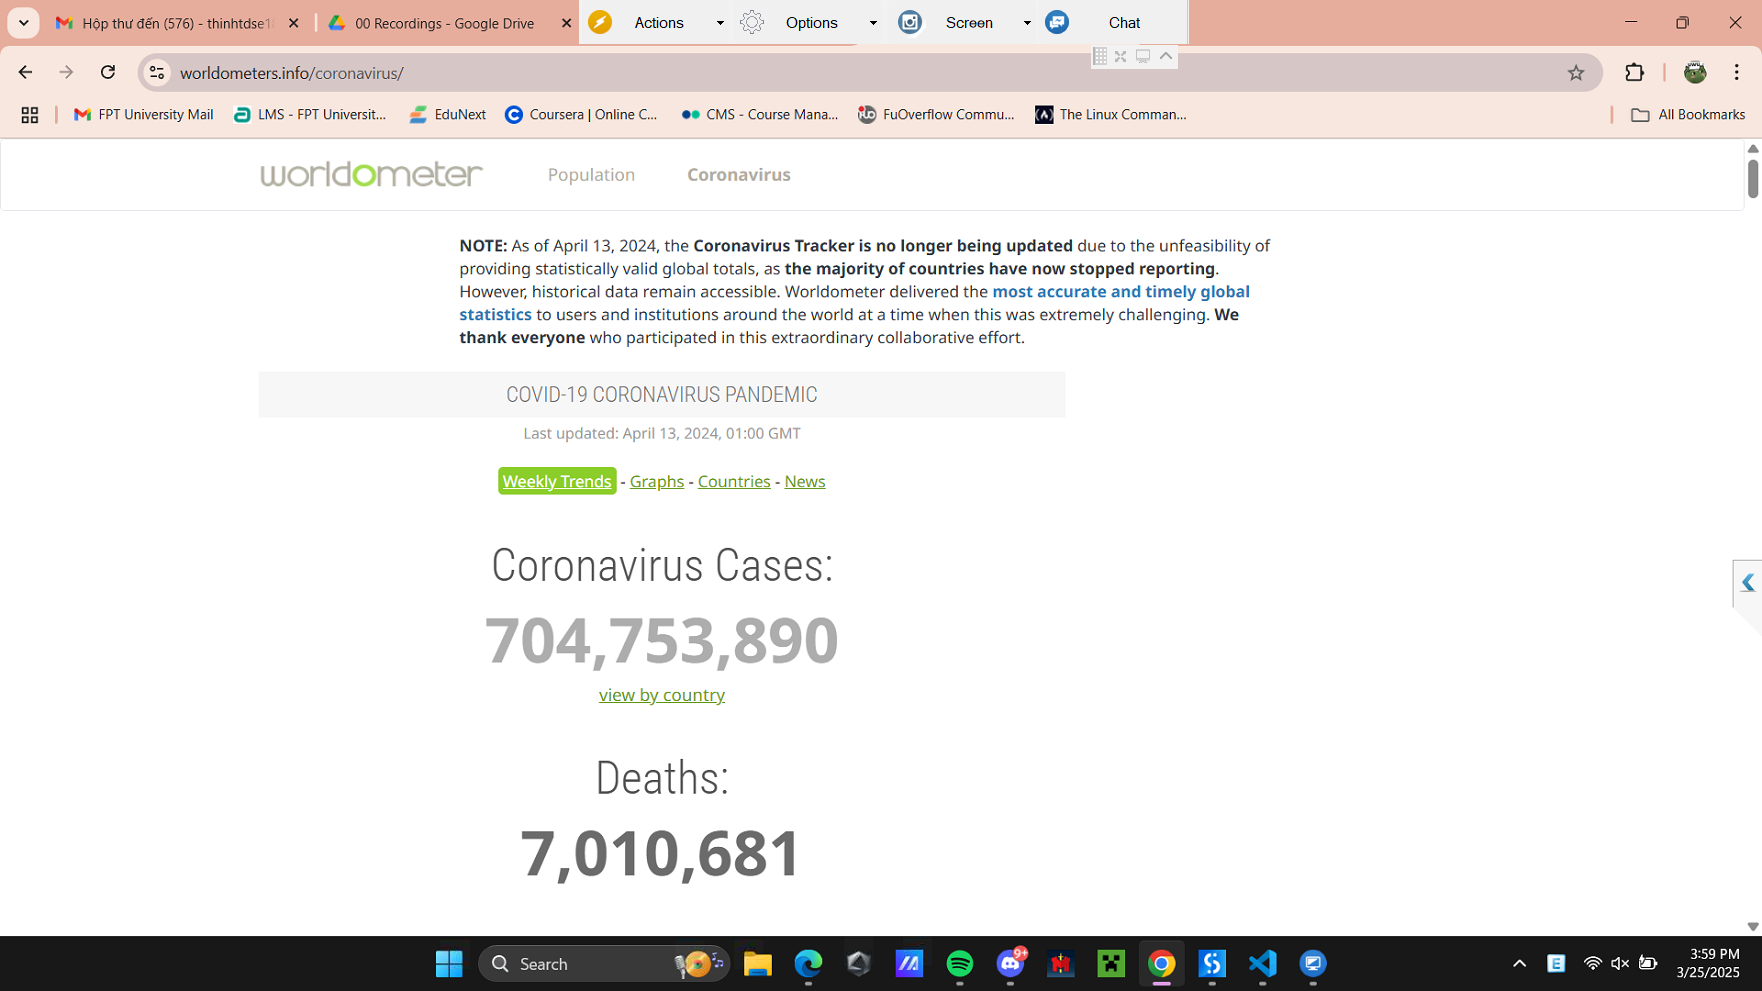 Hộp thư đến (576) - thinhtdse1
00 Recordings - Google Drive
Actions
Options
Screen
Chat
worldometers.info/coronavirus/
FPT University Mail
LMS - FPT Universit...
EduNext
Coursera | Online C...
CMS - Course Mana...
FuOverflow Commu...
The Linux Comman...
All Bookmarks
worldometer
Population
Coronavirus
NOTE: As of April 13, 2024, the Coronavirus Tracker is no longer being updated due to the unfeasibility of
providing statistically valid global totals, as the majority of countries have now stopped reporting.
However, historical data remain accessible. Worldometer delivered the most accurate and timely global
statistics to users and institutions around the world at a time when this was extremely challenging. We
thank everyone who participated in this extraordinary collaborative effort.
COVID-19 CORONAVIRUS PANDEMIC
Last updated: April 13, 2024, 01:00 GMT
Weekly Trends - Graphs - Countries - News
Coronavirus Cases:
704,753,890
view by country
Deaths:
7,010,681
Search
9+
E
3:59 PM
3/25/2025